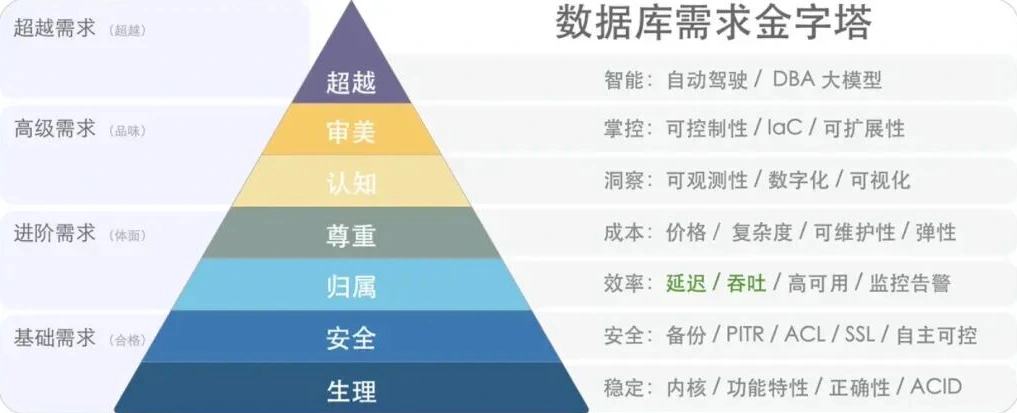 数据库需求金字塔
超越需求（超越）
超越
智能：自动驾驶 / DBA 大模型
高级需求（品味）
审美
掌控：可控制性 / IaC / 可扩展性
认知
洞察：可观测性 / 数字化 / 可视化
进阶需求（体面）
尊重
成本：价格 / 复杂度 / 可维护性 / 弹性
归属
效率：延迟 / 吞吐 / 高可用 / 监控告警
基础需求（合格）
安全
安全：备份 / PITR / ACL / SSL / 自主可控
生理
稳定：内核 / 功能特性 / 正确性 / ACID